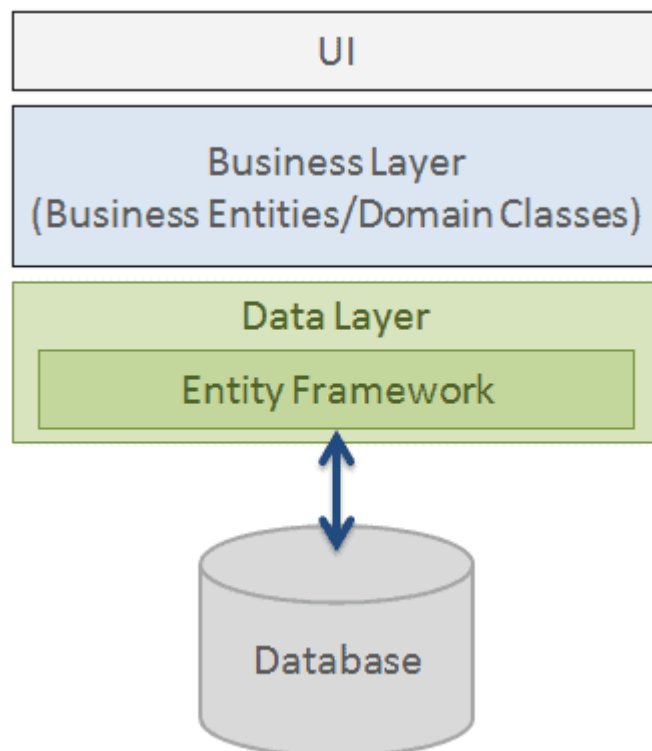 UI
Business Layer
(Business Entities/Domain Classes)
Data Layer
Entity Framework
Database